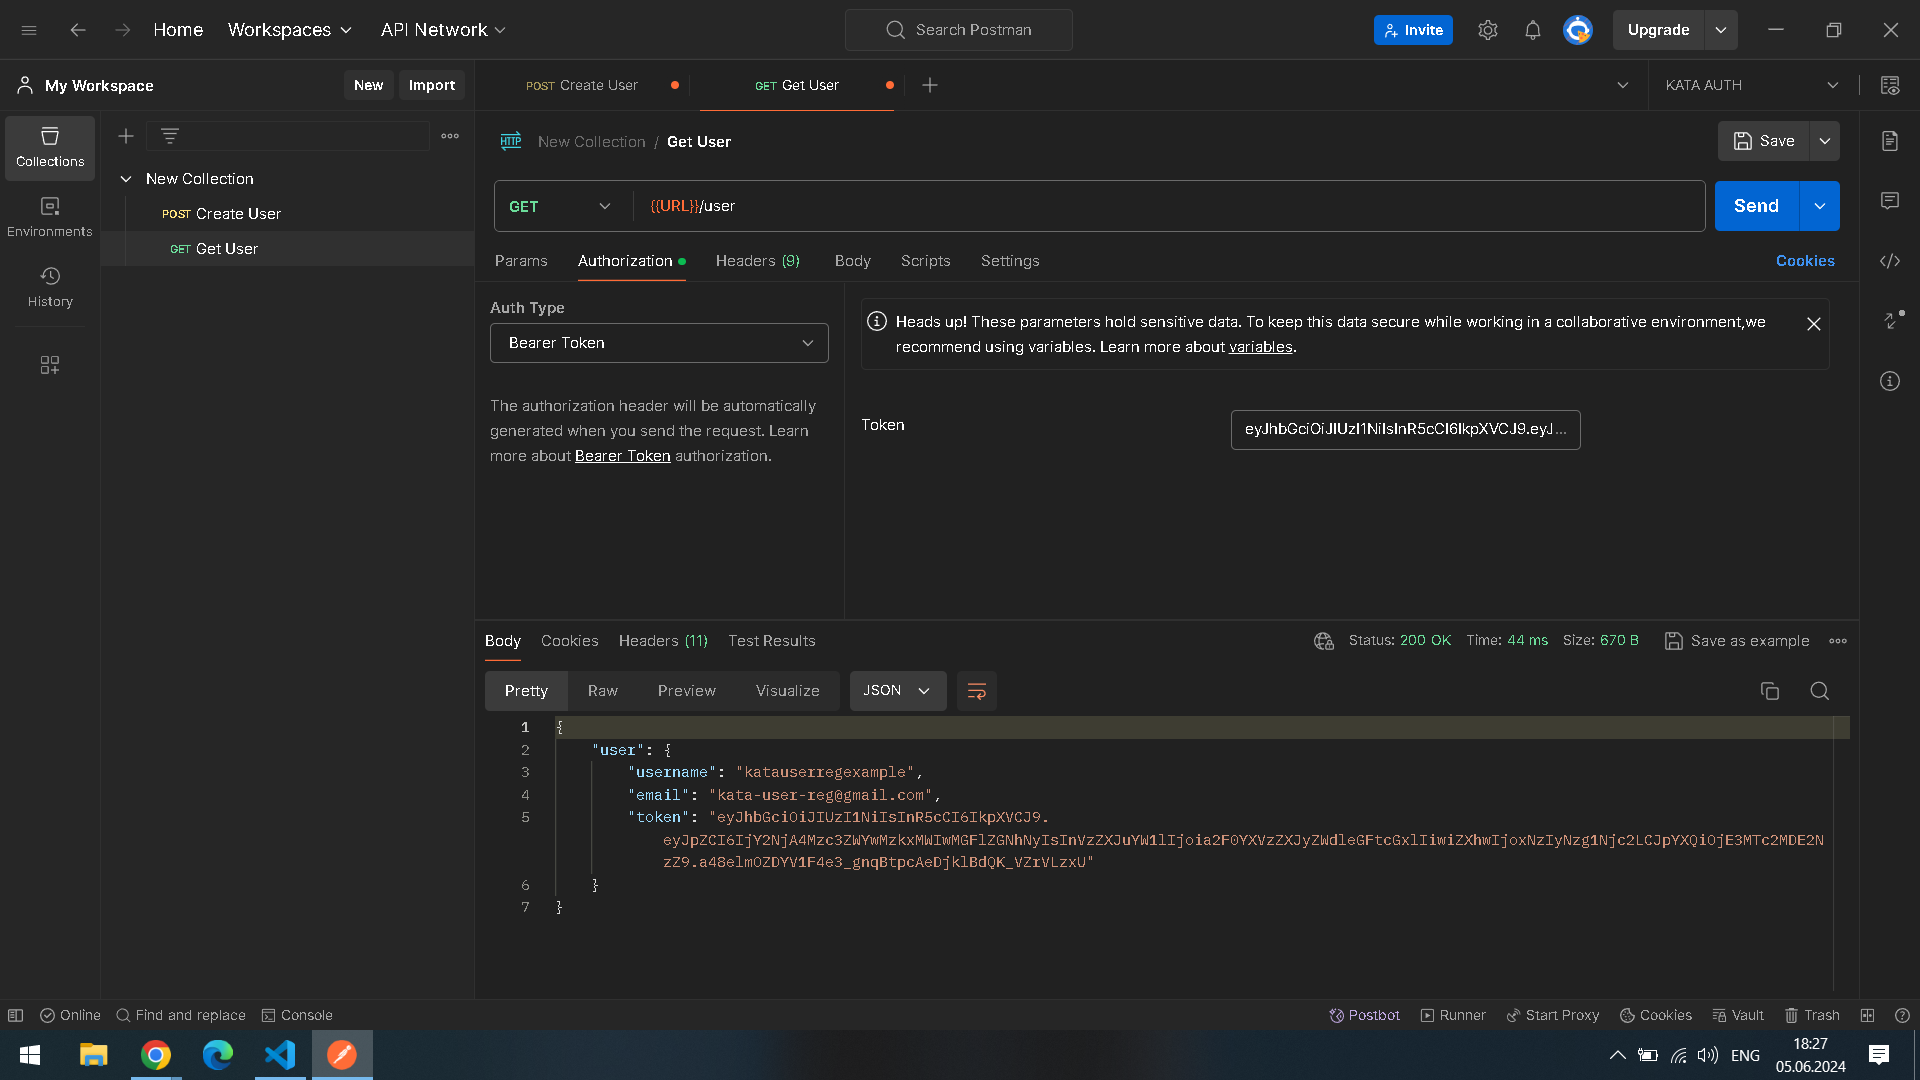 Home
Workspaces
API Network
Search Postman
Invite
Upgrade
My Workspace
New
Import
POST Create User
GET Get User
KATA AUTH
Collections
Environments
History
New Collection
POST Create User
GET Get User
HTTP
New Collection / Get User
Save
GET
{{URL}}/user
Send
Params
Authorization
Headers (9)
Body
Scripts
Settings
Cookies
Auth Type
Bearer Token
The authorization header will be automatically
generated when you send the request. Learn
more about Bearer Token authorization.
Heads up! These parameters hold sensitive data. To keep this data secure while working in a collaborative environment,we
recommend using variables. Learn more about variables.
Token
eyJhbGciOiJIUzI1NiIsInR5cCI6IkpXVCJ9.eyJ...
Body
Cookies
Headers (11)
Test Results
Status: 200 OK
Time: 44 ms
Size: 670 B
Save as example
Pretty
Raw
Preview
Visualize
JSON
1 {
2 "user": {
3 "username": "katauserregexample",
4 "email": "kata-user-reg@gmail.com",
5 "token": "eyJhbGciOiJIUzI1NiIsInR5cCI6IkpXVCJ9.
eyJpZCI6IjY2NjA4Mzc3ZWYwMzkxMWIwMGFlZGNhNyIsInVzZXJuYW1lIjoia2F0YXVzZXJyZWdleGFtcGxlIiwiZXhwIjoxNzIyNzg1Njc2LCJpYXQiOjE3MTc2MDE2N
zZ9.a48elmOZDYV1F4e3_gnqBtpcAeDjklBdQK_VZrVLzxU"
6 }
7 }
Online
Find and replace
Console
Postbot
Runner
Start Proxy
Cookies
Vault
Trash
ENG
18:27
05.06.2024